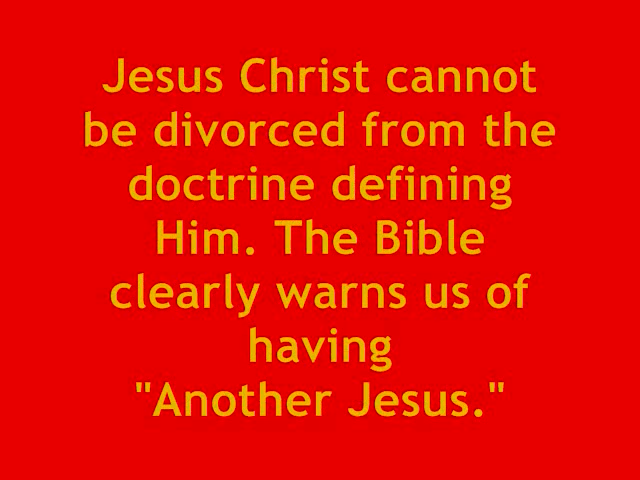 Jesus Christ cannot
be divorced from the
doctrine defining
Him. The Bible
clearly warns us of
having
"Another Jesus."